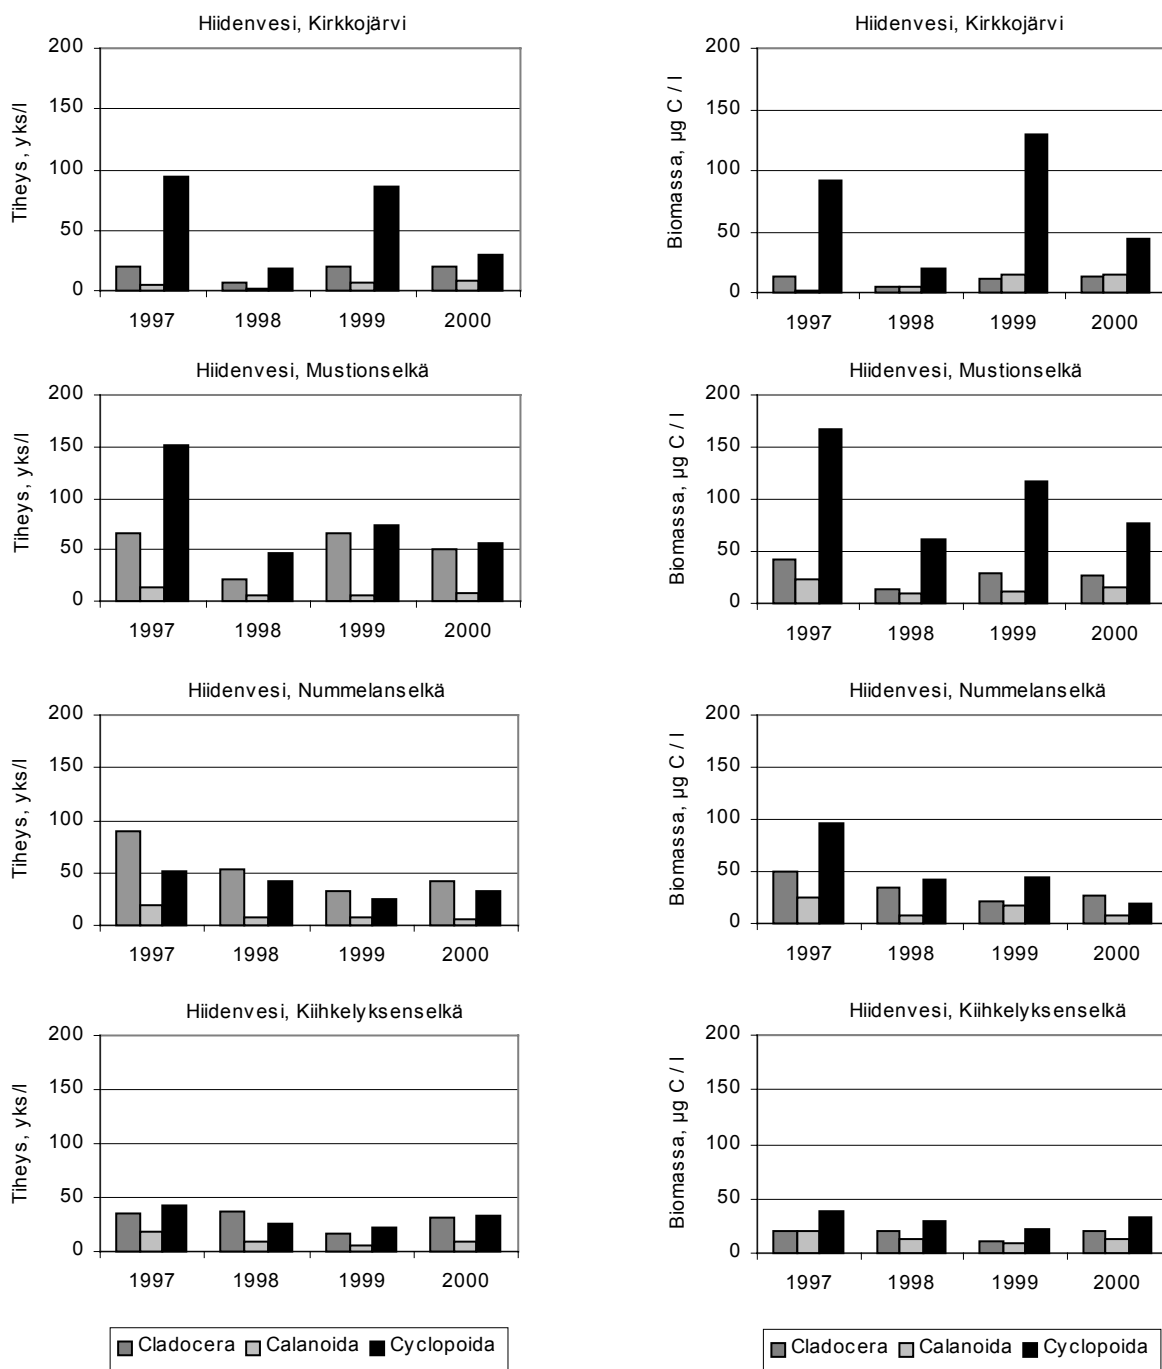 Hiidenvesi, Kirkkojärvi
200
150
100
50
0
Tiheys, yks/l
1997 1998 1999 2000
Hiidenvesi, Kirkkojärvi
200
150
100
50
0
Biomassa, µg C / l
1997 1998 1999 2000
Hiidenvesi, Mustionselkä
200
150
100
50
0
Tiheys, yks/l
1997 1998 1999 2000
Hiidenvesi, Mustionselkä
200
150
100
50
0
Biomassa, µg C / l
1997 1998 1999 2000
Hiidenvesi, Nummelanselkä
200
150
100
50
0
Tiheys, yks/l
1997 1998 1999 2000
Hiidenvesi, Nummelanselkä
200
150
100
50
0
Biomassa, µg C / l
1997 1998 1999 2000
Hiidenvesi, Kiihkelyksenselkä
200
150
100
50
0
Tiheys, yks/l
1997 1998 1999 2000
Hiidenvesi, Kiihkelyksenselkä
200
150
100
50
0
Biomassa, µg C / l
1997 1998 1999 2000
Cladocera Calanoida Cyclopoida
Cladocera Calanoida Cyclopoida